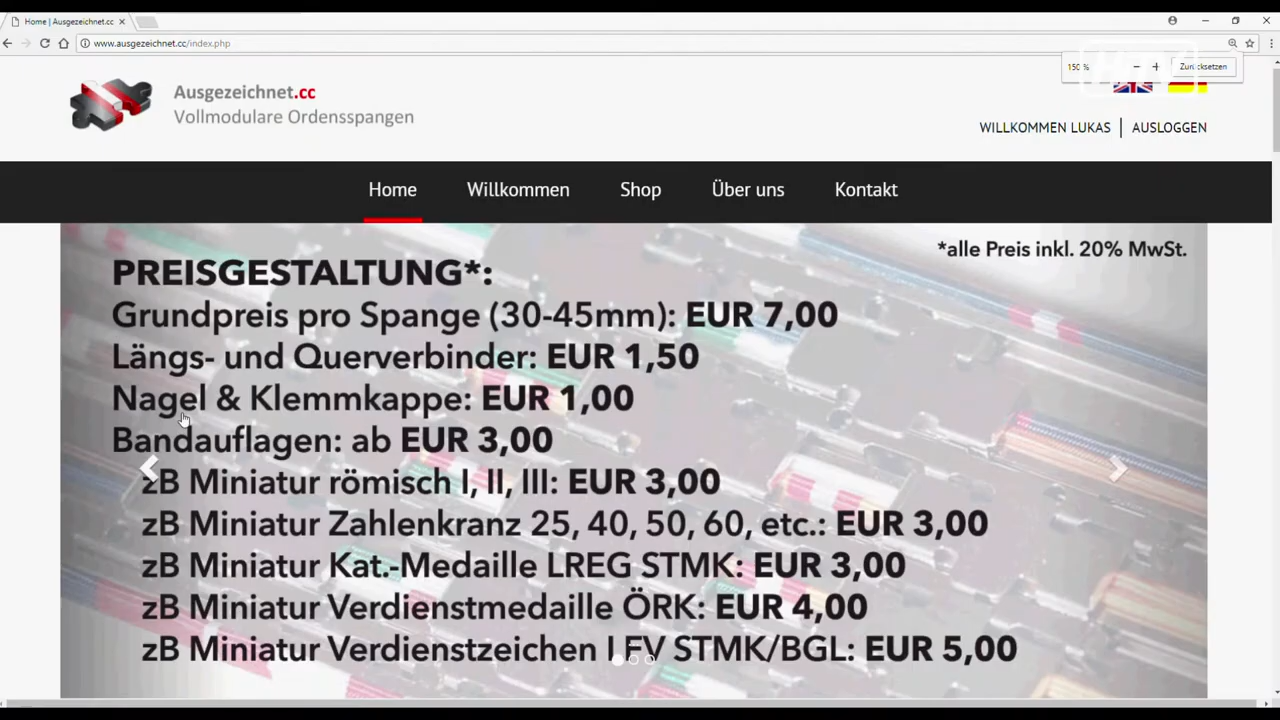 Home | Ausgezeichnet.cc
www.ausgezeichnet.cc/index.php
150 %
Zurücksetzen
Ausgezeichnet.cc
Vollmodulare Ordensspangen
WILLKOMMEN LUKAS | AUSLOGGEN
Home Willkommen Shop Über uns Kontakt
*alle Preis inkl. 20% MwSt.
PREISGESTALTUNG*:
Grundpreis pro Spange (30-45mm): EUR 7,00
Längs- und Querverbinder: EUR 1,50
Nagel & Klemmkappe: EUR 1,00
Bandauflagen: ab EUR 3,00
zB Miniatur römisch I, II, III: EUR 3,00
zB Miniatur Zahlenkranz 25, 40, 50, 60, etc.: EUR 3,00
zB Miniatur Kat.-Medaille LREG STMK: EUR 3,00
zB Miniatur Verdienstmedaille ÖRK: EUR 4,00
zB Miniatur Verdienstzeichen LFV STMK/BGL: EUR 5,00